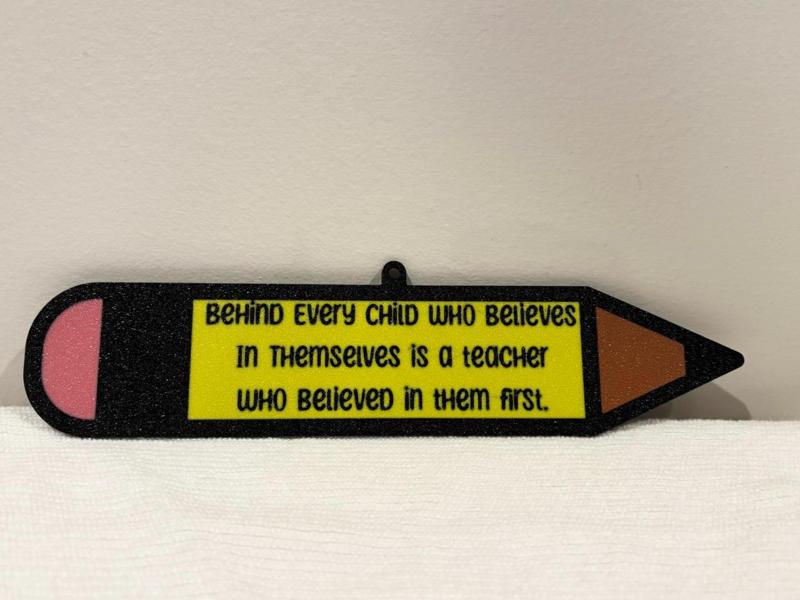 Behind Every Child Who Believes
In Themselves is a teacher
Who Believed in them first.